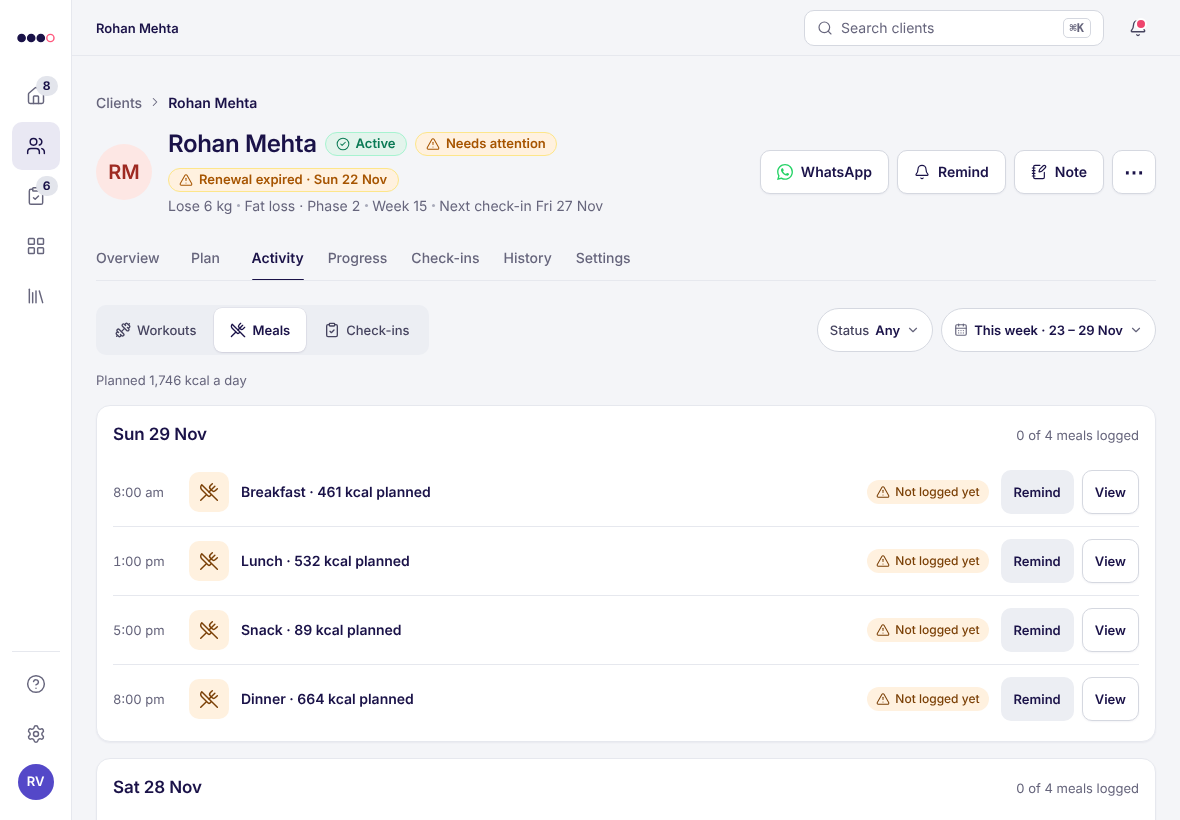 Rohan Mehta
Search clients
⌘K
8
6
Clients
Rohan Mehta
RM
Rohan Mehta
Active
Needs attention
Renewal expired · Sun 22 Nov
Lose 6 kg · Fat loss · Phase 2 · Week 15 · Next check-in Fri 27 Nov
WhatsApp
Remind
Note
Overview
Plan
Activity
Progress
Check-ins
History
Settings
Workouts
Meals
Check-ins
Status Any
This week · 23 – 29 Nov
Planned 1,746 kcal a day
Sun 29 Nov
0 of 4 meals logged
8:00 am
Breakfast · 461 kcal planned
Not logged yet
Remind
View
1:00 pm
Lunch · 532 kcal planned
Not logged yet
Remind
View
5:00 pm
Snack · 89 kcal planned
Not logged yet
Remind
View
8:00 pm
Dinner · 664 kcal planned
Not logged yet
Remind
View
RV
Sat 28 Nov
0 of 4 meals logged